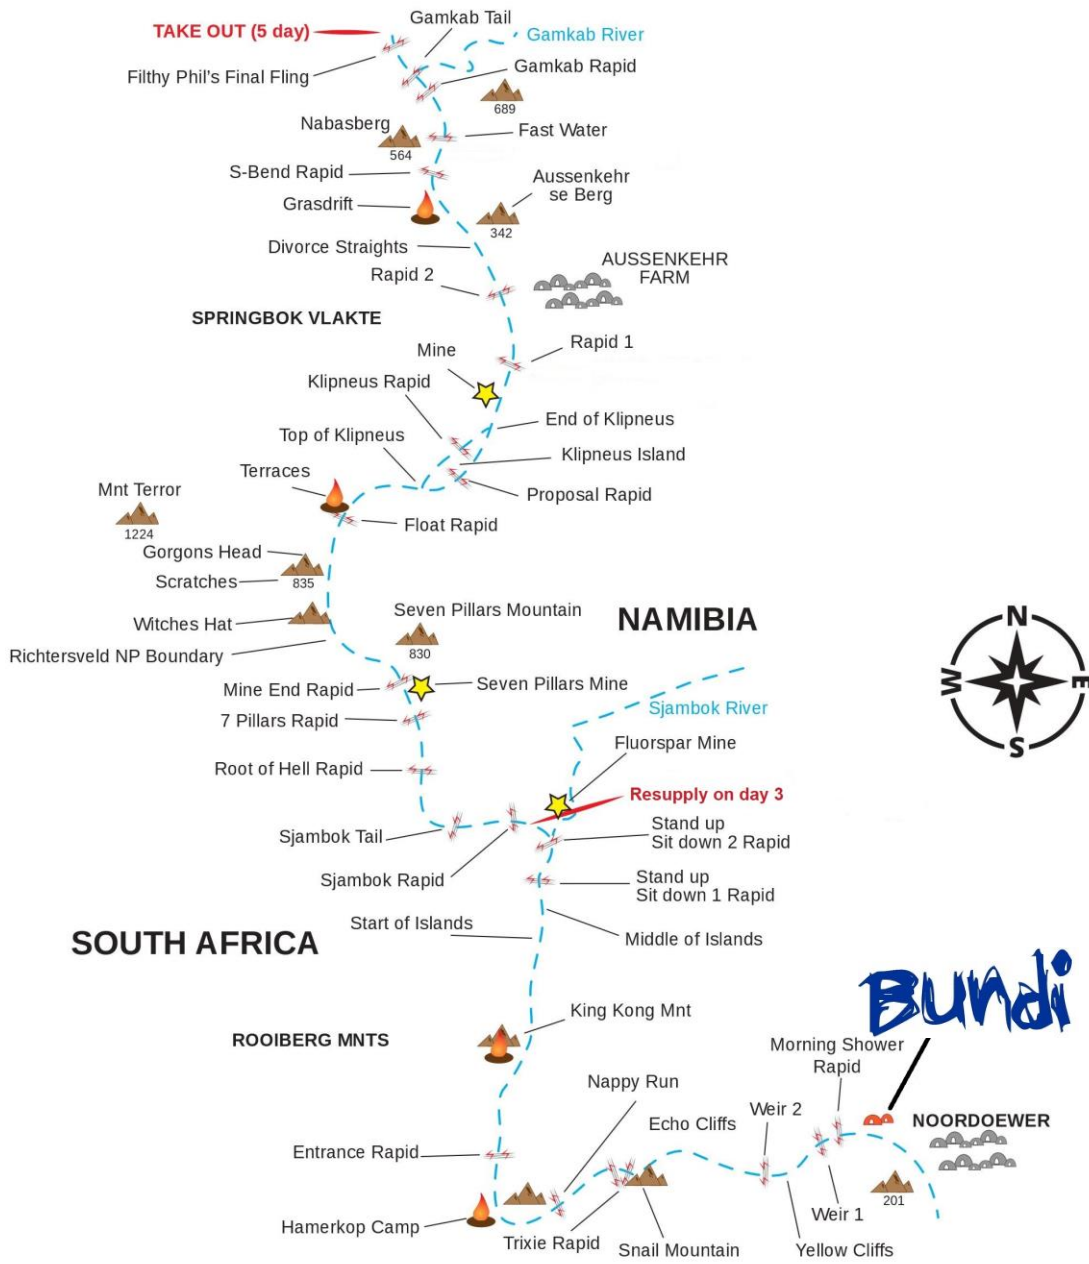 Gamkab Tail
TAKE OUT (5 day)
Gamkab River
Filthy Phil's Final Fling
Gamkab Rapid
689
Nabasberg
564
Fast Water
S-Bend Rapid
Aussenkehr
se Berg
Grasdrift
342
Divorce Straights
AUSSENKEHR
FARM
Rapid 2
SPRINGBOK VLAKTE
Rapid 1
Mine
Klipneus Rapid
End of Klipneus
Top of Klipneus
Klipneus Island
Terraces
Mnt Terror
1224
Proposal Rapid
Float Rapid
Gorgons Head
Scratches
835
Witches Hat
Seven Pillars Mountain
830
NAMIBIA
N
E
S
W
Richtersveld NP Boundary
Mine End Rapid
Seven Pillars Mine
Sjambok River
7 Pillars Rapid
Fluorspar Mine
Root of Hell Rapid
Resupply on day 3
Stand up
Sit down 2 Rapid
Sjambok Tail
Sjambok Rapid
Stand up
Sit down 1 Rapid
Start of Islands
Middle of Islands
SOUTH AFRICA
Bundi
King Kong Mnt
ROOIBERG MNTS
Morning Shower
Rapid
Nappy Run
Weir 2
Echo Cliffs
NOORDOEWER
Entrance Rapid
201
Hamerkop Camp
Weir 1
Trixie Rapid
Snail Mountain
Yellow Cliffs